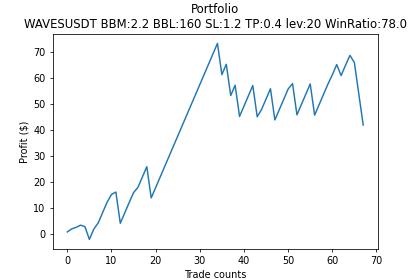 Portfolio
WAVESUSDT BBM:2.2 BBL:160 SL:1.2 TP:0.4 lev:20 WinRatio:78.0
70
60
50
40
30
20
10
0
Profit ($)
0 10 20 30 40 50 60 70
Trade counts